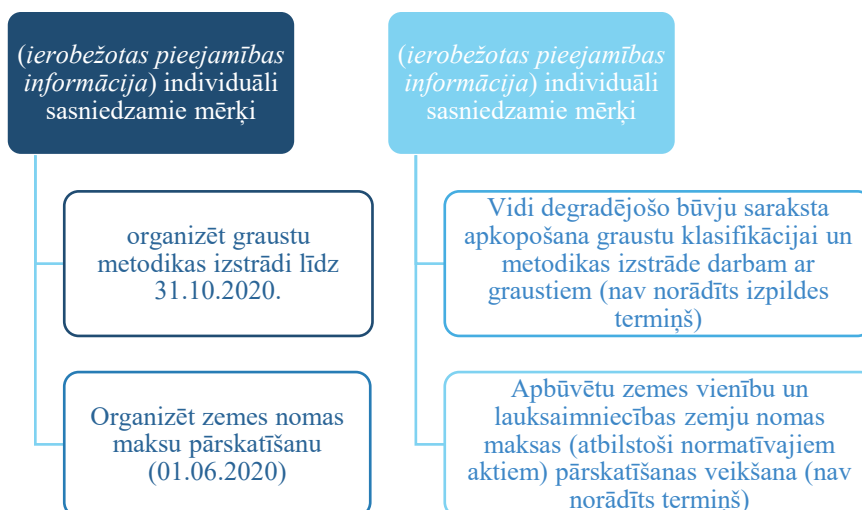 (ierobežotas pieejamības
informācija) individuāli
sasniedzamie mērķi
organizēt graustu
metodikas izstrādi līdz
31.10.2020.
Organizēt zemes nomas
maksu pārskatīšanu
(01.06.2020)
(ierobežotas pieejamības
informācija) individuāli
sasniedzamie mērķi
Vidi degradējošo būvju saraksta
apkopošana graustu klasifikācijai un
metodikas izstrāde darbam ar
graustiem (nav norādīts izpildes
termiņš)
Apbūvētu zemes vienību un
lauksaimniecības zemju nomas
maksas (atbilstoši normatīvajiem
aktiem) pārskatīšanas veikšana (nav
norādīts termiņš)